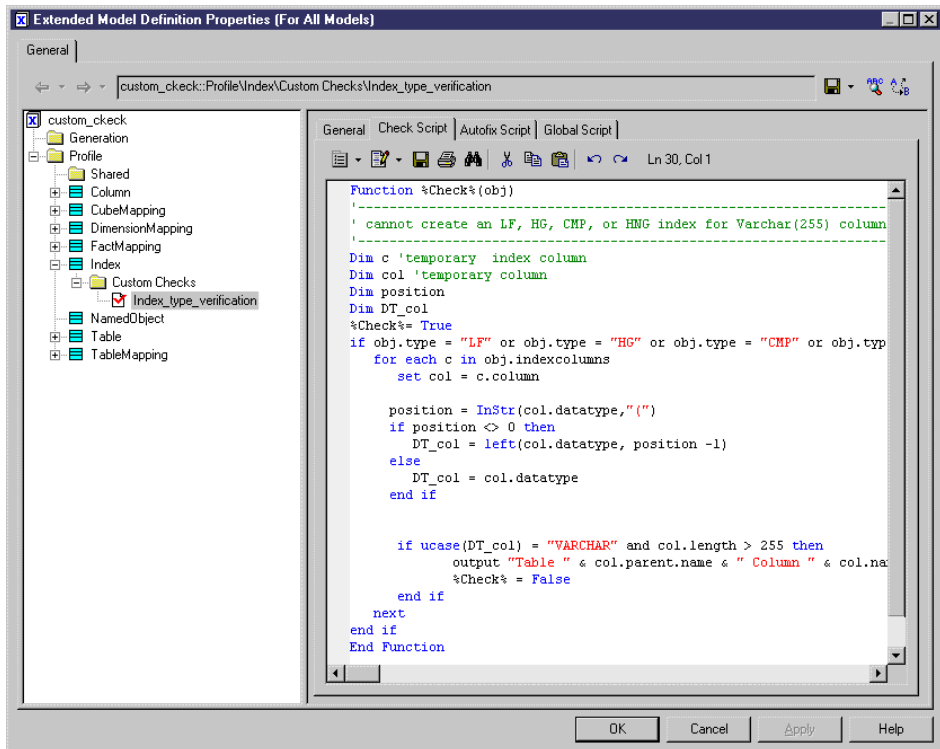 Extended Model Definition Properties (For All Models)
General
custom_ckeck::Profile\Index\Custom Checks\Index_type_verification
custom_ckeck
Generation
Profile
Shared
Column
CubeMapping
DimensionMapping
FactMapping
Index
Custom Checks
Index_type_verification
NamedObject
Table
TableMapping
General Check Script Autofix Script Global Script
Ln 30, Col 1
Function %Check%(obj)
'------------------------------------------------------------
' cannot create an LF, HG, CMP, or HNG index for Varchar(255) column
'------------------------------------------------------------
Dim c 'temporary  index column
Dim col 'temporary column
Dim position
Dim DT_col
%Check%= True
if obj.type = "LF" or obj.type = "HG" or obj.type = "CMP" or obj.typ
for each c in obj.indexcolumns
set col = c.column
position = InStr(col.datatype,"(")
if position <> 0 then
DT_col = left(col.datatype, position -1)
else
DT_col = col.datatype
end if
if ucase(DT_col) = "VARCHAR" and col.length > 255 then
output "Table " & col.parent.name & " Column " & col.na
%Check% = False
end if
next
end if
End Function
OK Cancel Apply Help